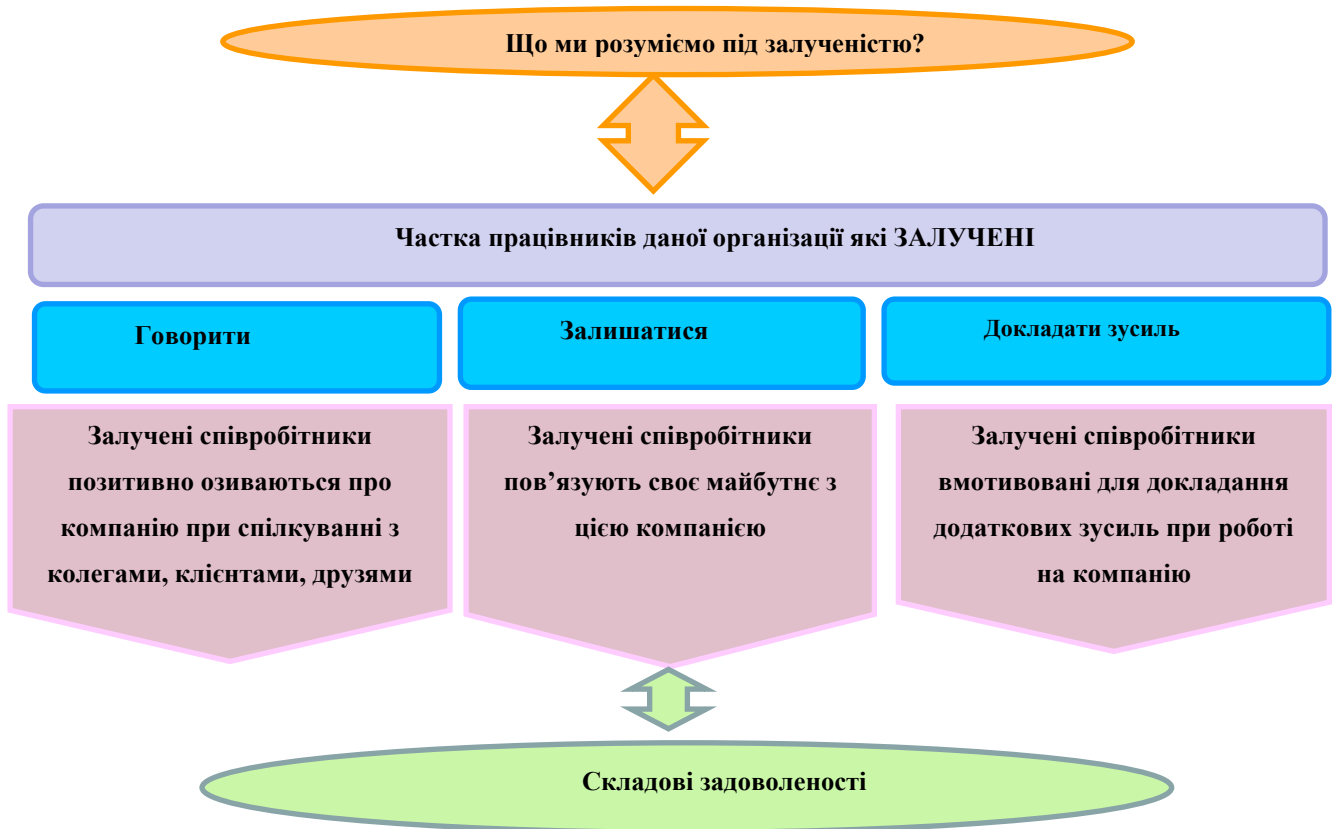 Що ми розуміємо під залученістю?
Частка працівників даної організації які ЗАЛУЧЕНІ
Говорити
Залишатися
Докладати зусиль
Залучені співробітники
позитивно озиваються про
компанію при спілкуванні з
колегами, клієнтами, друзями
Залучені співробітники
пов’язують своє майбутнє з
цією компанією
Залучені співробітники
вмотивовані для докладання
додаткових зусиль при роботі
на компанію
Складові задоволеності